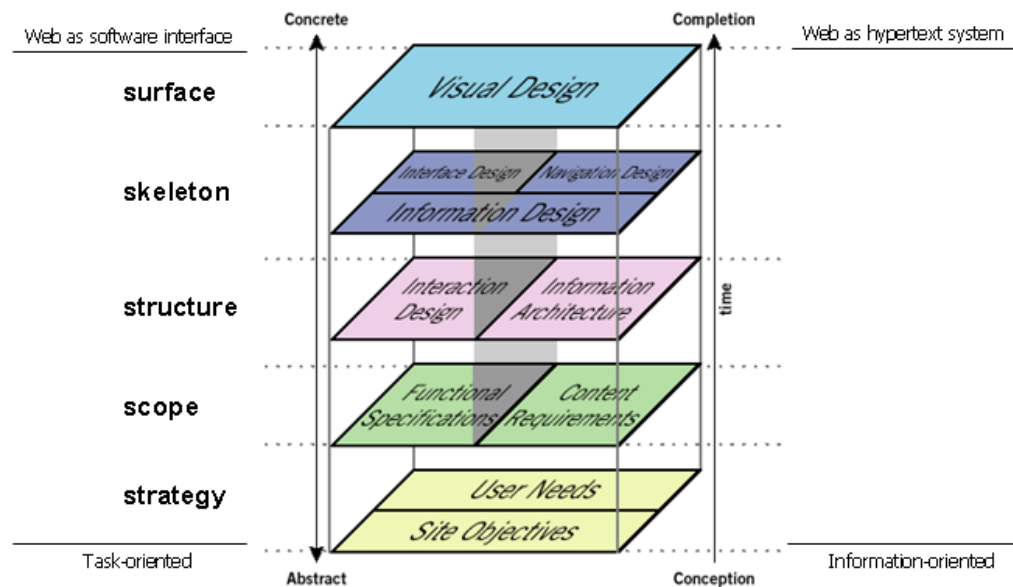 Concrete
Completion
Web as software interface
Web as hypertext system
surface
Visual Design
skeleton
Interface Design
Navigation Design
Information Design
structure
Interaction
Design
Information
Architecture
time
scope
Functional
Specifications
Content
Requirements
strategy
User Needs
Site Objectives
Task-oriented
Information-oriented
Abstract
Conception